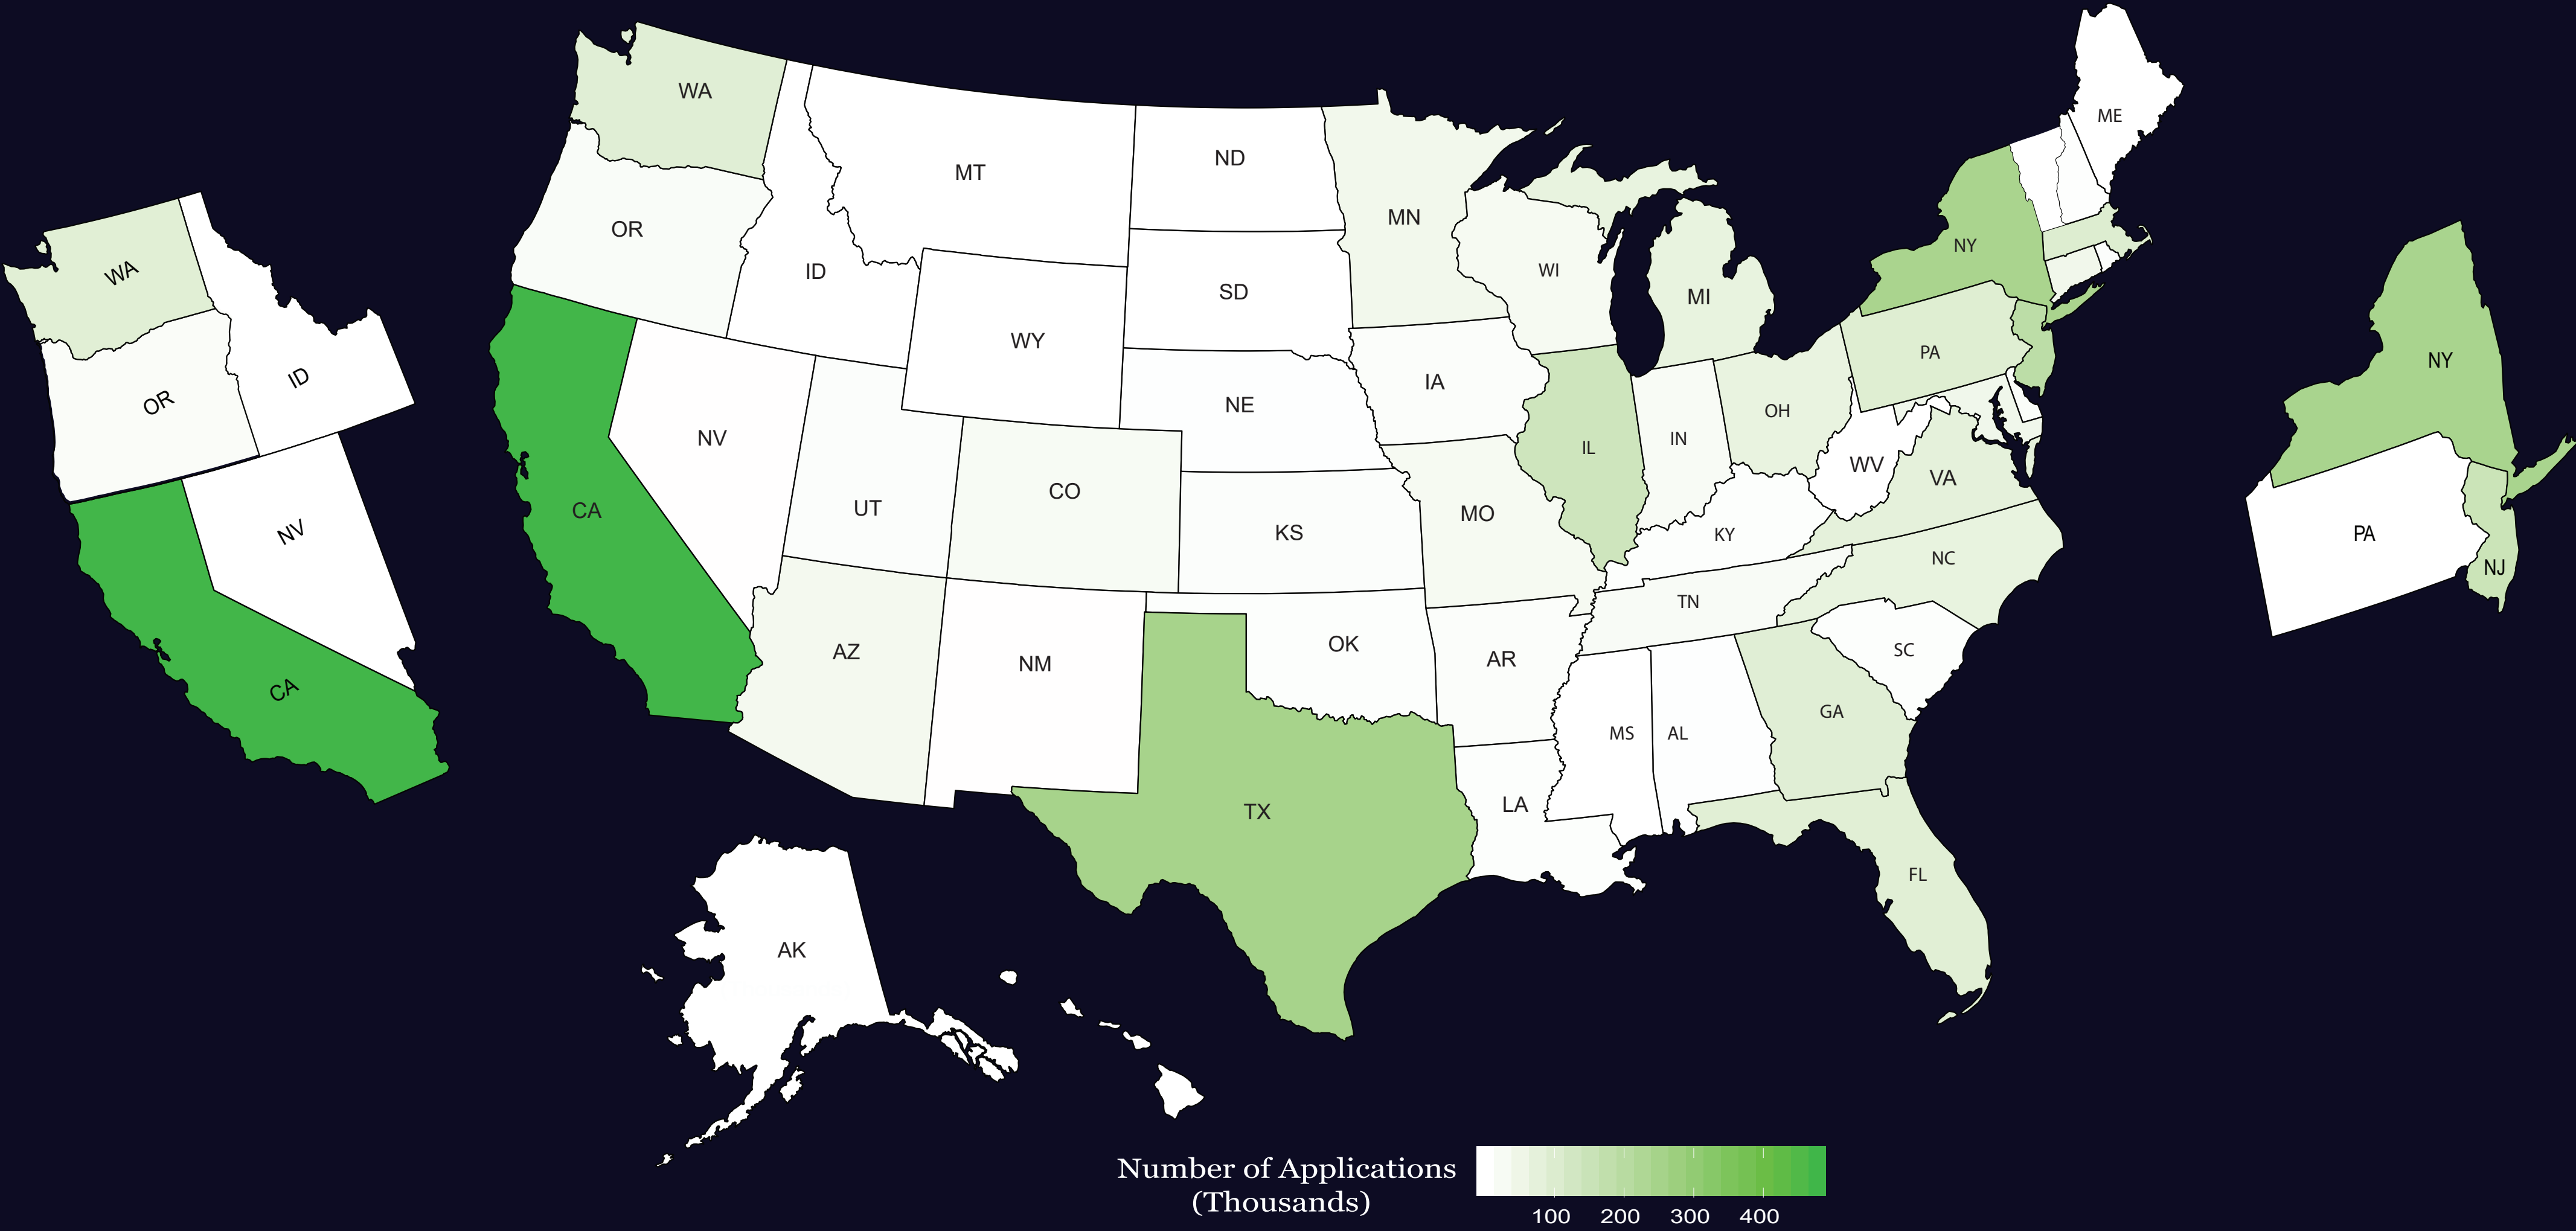 WA
OR
ID
NV
CA
WA
OR
CA
NV
ID
MT
WY
UT
AZ
CO
NM
ND
SD
NE
KS
OK
TX
MN
IA
MO
AR
LA
WI
IL
MI
IN
OH
KY
TN
MS
AL
GA
FL
SC
NC
VA
WV
PA
NY
ME
AK
NY
PA
NJ
Number of Applications
(Thousands)
100 200 300 400